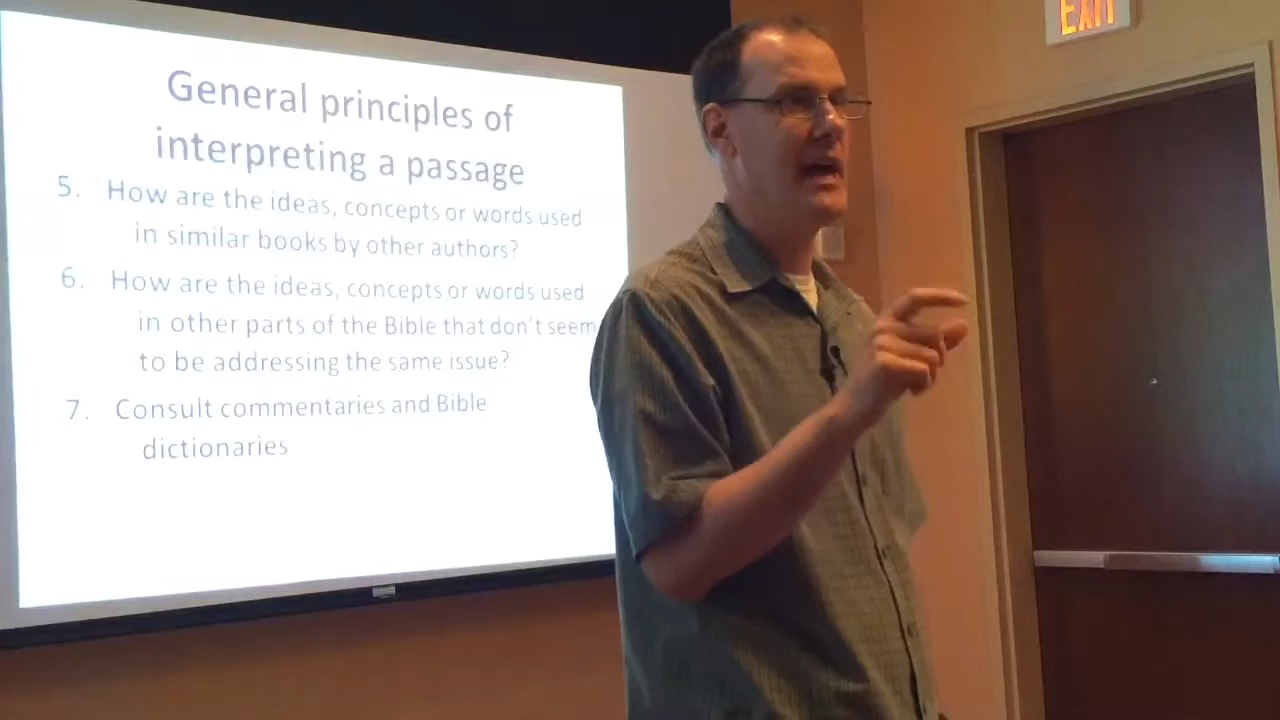 EXIT
General principles of
interpreting a passage
5. How are the ideas, concepts or words used
in similar books by other authors?
6. How are the ideas, concepts or words used
in other parts of the Bible that don't seem
to be addressing the same issue?
7. Consult commentaries and Bible
dictionaries